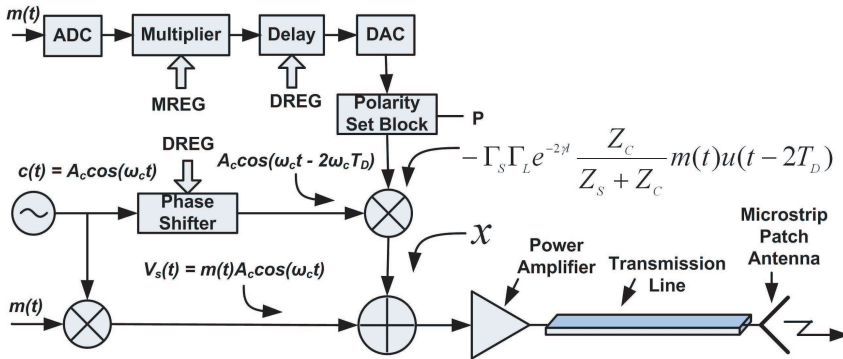 m(t)
ADC
Multiplier
Delay
DAC
MREG
DREG
Polarity
Set Block
P
DREG
c(t) = A_c cos(ω_c t)
A_c cos(ω_c t - 2ω_c T_D)
-Γ_S Γ_L e^{-2γl} \frac{Z_C}{Z_S + Z_C} m(t)u(t - 2T_D)
Phase
Shifter
x
Power
Amplifier
Transmission
Line
Microstrip
Patch
Antenna
V_s(t) = m(t)A_c cos(ω_c t)
m(t)